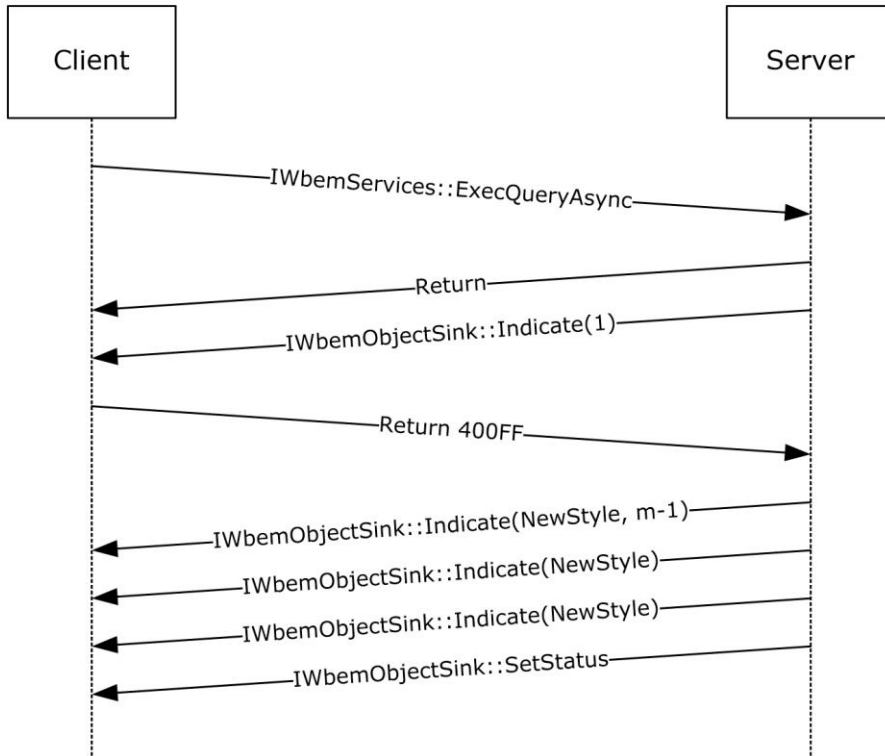 Client
Server
IWbemServices::ExecQueryAsync
Return
IWbemObjectSink::Indicate(1)
Return 400FF
IWbemObjectSink::Indicate(NewStyle, m-1)
IWbemObjectSink::Indicate(NewStyle)
IWbemObjectSink::Indicate(NewStyle)
IWbemObjectSink::SetStatus